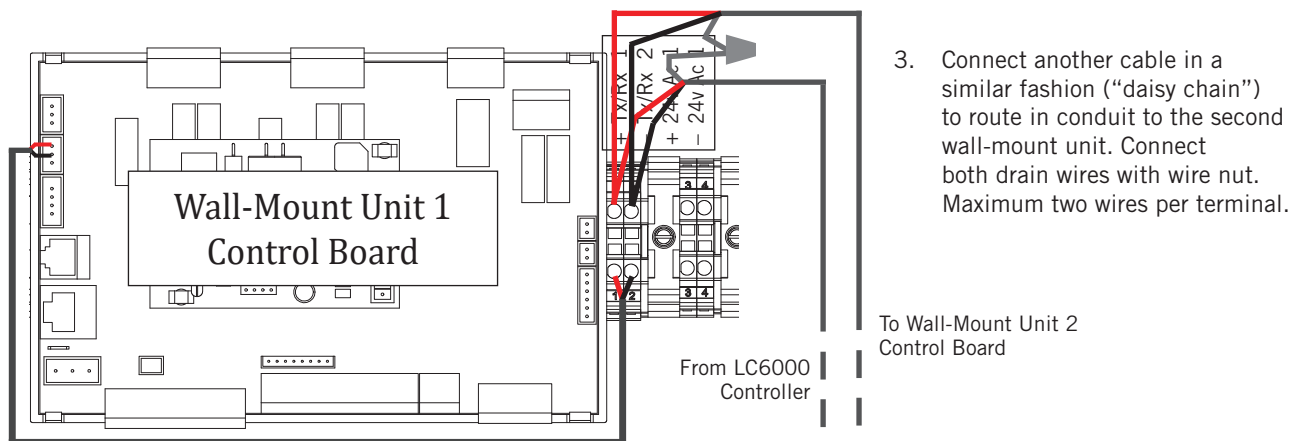 + Tx/Rx 1
– Tx/Rx 2
+ 24v Ac 1
– 24v Ac 1
Wall-Mount Unit 1
Control Board
3 4
1 2
3 4
From LC6000
Controller
To Wall-Mount Unit 2
Control Board
3. Connect another cable in a
similar fashion (“daisy chain”)
to route in conduit to the second
wall-mount unit. Connect
both drain wires with wire nut.
Maximum two wires per terminal.